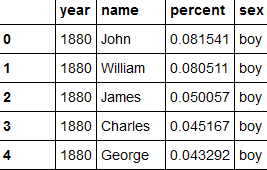 year name percent sex
0 1880 John 0.081541 boy
1 1880 William 0.080511 boy
2 1880 James 0.050057 boy
3 1880 Charles 0.045167 boy
4 1880 George 0.043292 boy